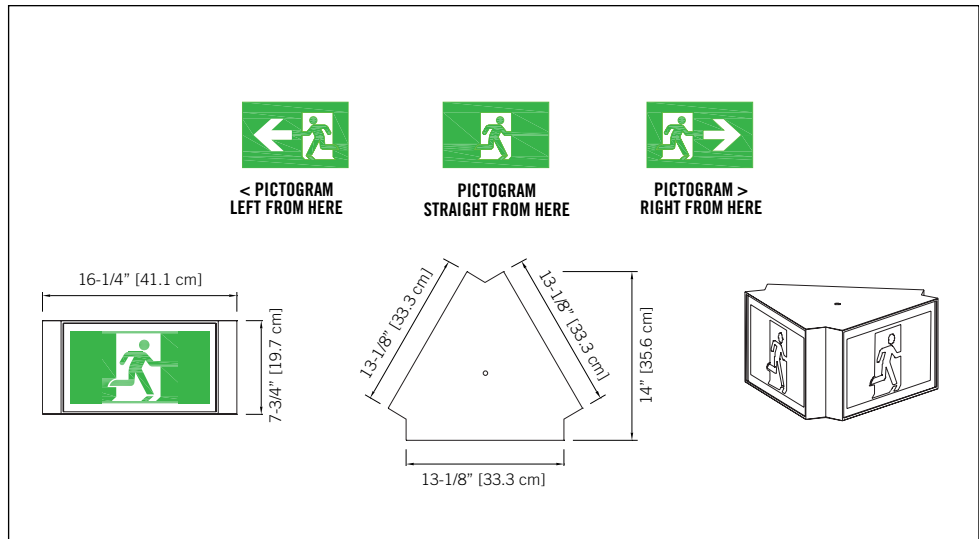 < PICTOGRAM
LEFT FROM HERE
PICTOGRAM
STRAIGHT FROM HERE
PICTOGRAM >
RIGHT FROM HERE
16-1/4” [41.1 cm]
7-3/4” [19.7 cm]
13-1/8” [33.3 cm]
13-1/8” [33.3 cm]
14” [35.6 cm]
13-1/8” [33.3 cm]